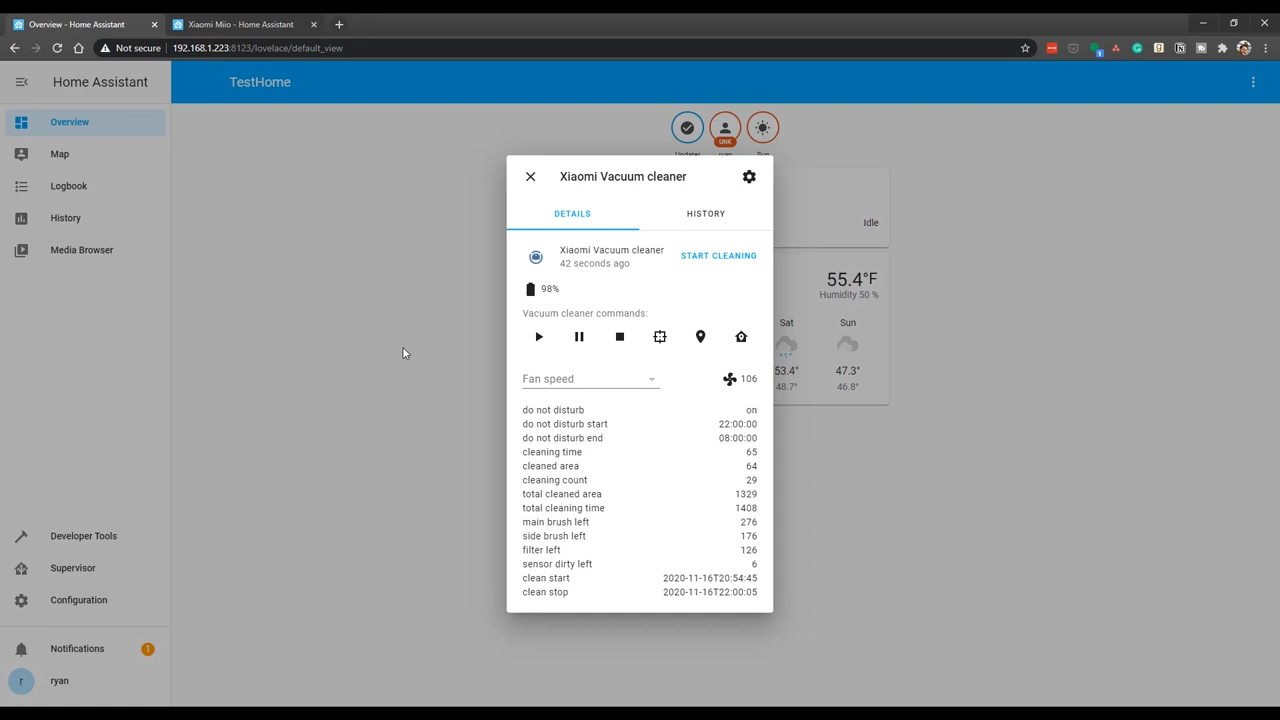 Overview - Home Assistant
Xiaomi Miio - Home Assistant
Not secure
192.168.1.223:8123/lovelace/default_view
Home Assistant
TestHome
Overview
Map
Logbook
History
Media Browser
Developer Tools
Supervisor
Configuration
Notifications 1
r ryan
UNK
Xiaomi Vacuum cleaner
DETAILS HISTORY
Xiaomi Vacuum cleaner
42 seconds ago
START CLEANING
98%
Vacuum cleaner commands:
Fan speed 106
do not disturb on
do not disturb start 22:00:00
do not disturb end 08:00:00
cleaning time 65
cleaned area 64
cleaning count 29
total cleaned area 1329
total cleaning time 1408
main brush left 276
side brush left 176
filter left 126
sensor dirty left 6
clean start 2020-11-16T20:54:45
clean stop 2020-11-16T22:00:05
Idle
55.4°F
Humidity 50 %
Sat Sun
53.4° 47.3°
48.7° 46.8°